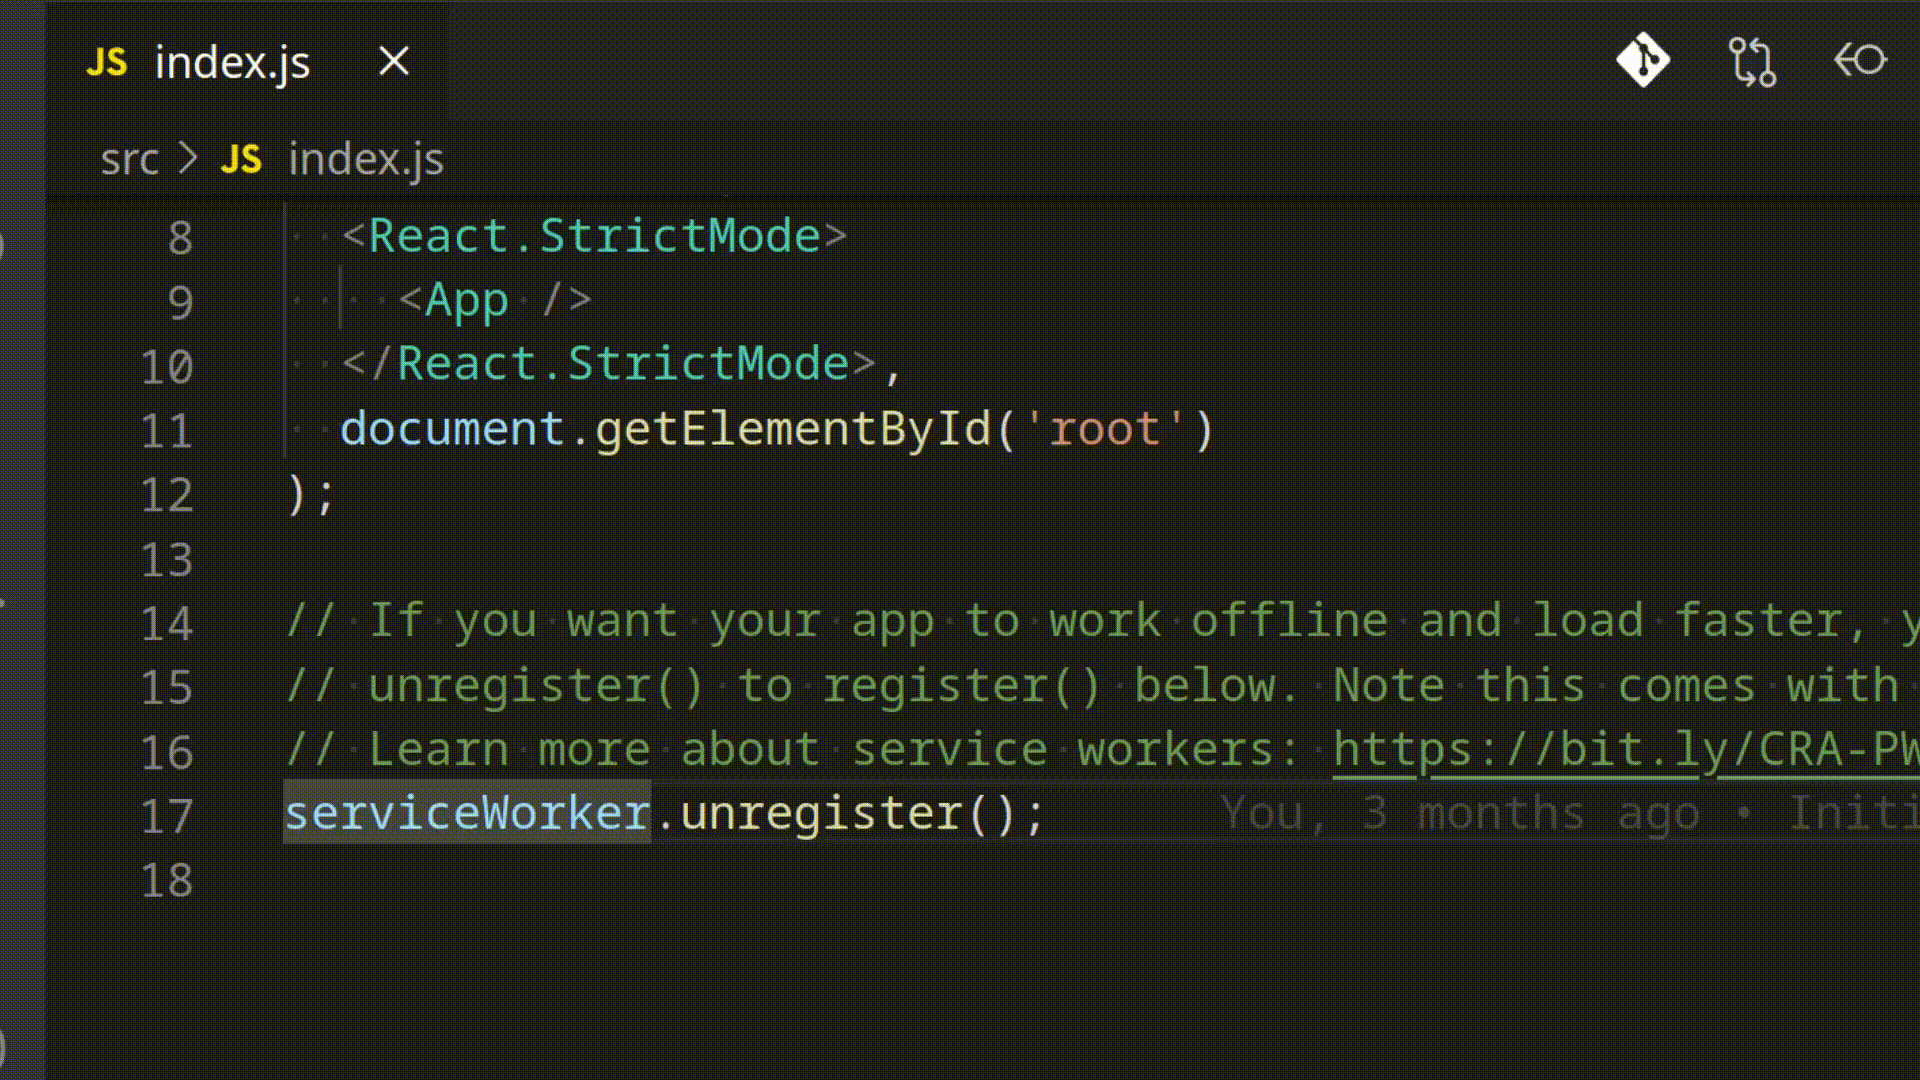 JS index.js
src > JS index.js
8 <React.StrictMode>
9 <App />
10 </React.StrictMode>,
11 document.getElementById('root')
12 );
13
14 // If you want your app to work offline and load faster, y
15 // unregister() to register() below. Note this comes with
16 // Learn more about service workers: https://bit.ly/CRA-PW
17 serviceWorker.unregister(); You, 3 months ago • Initi
18